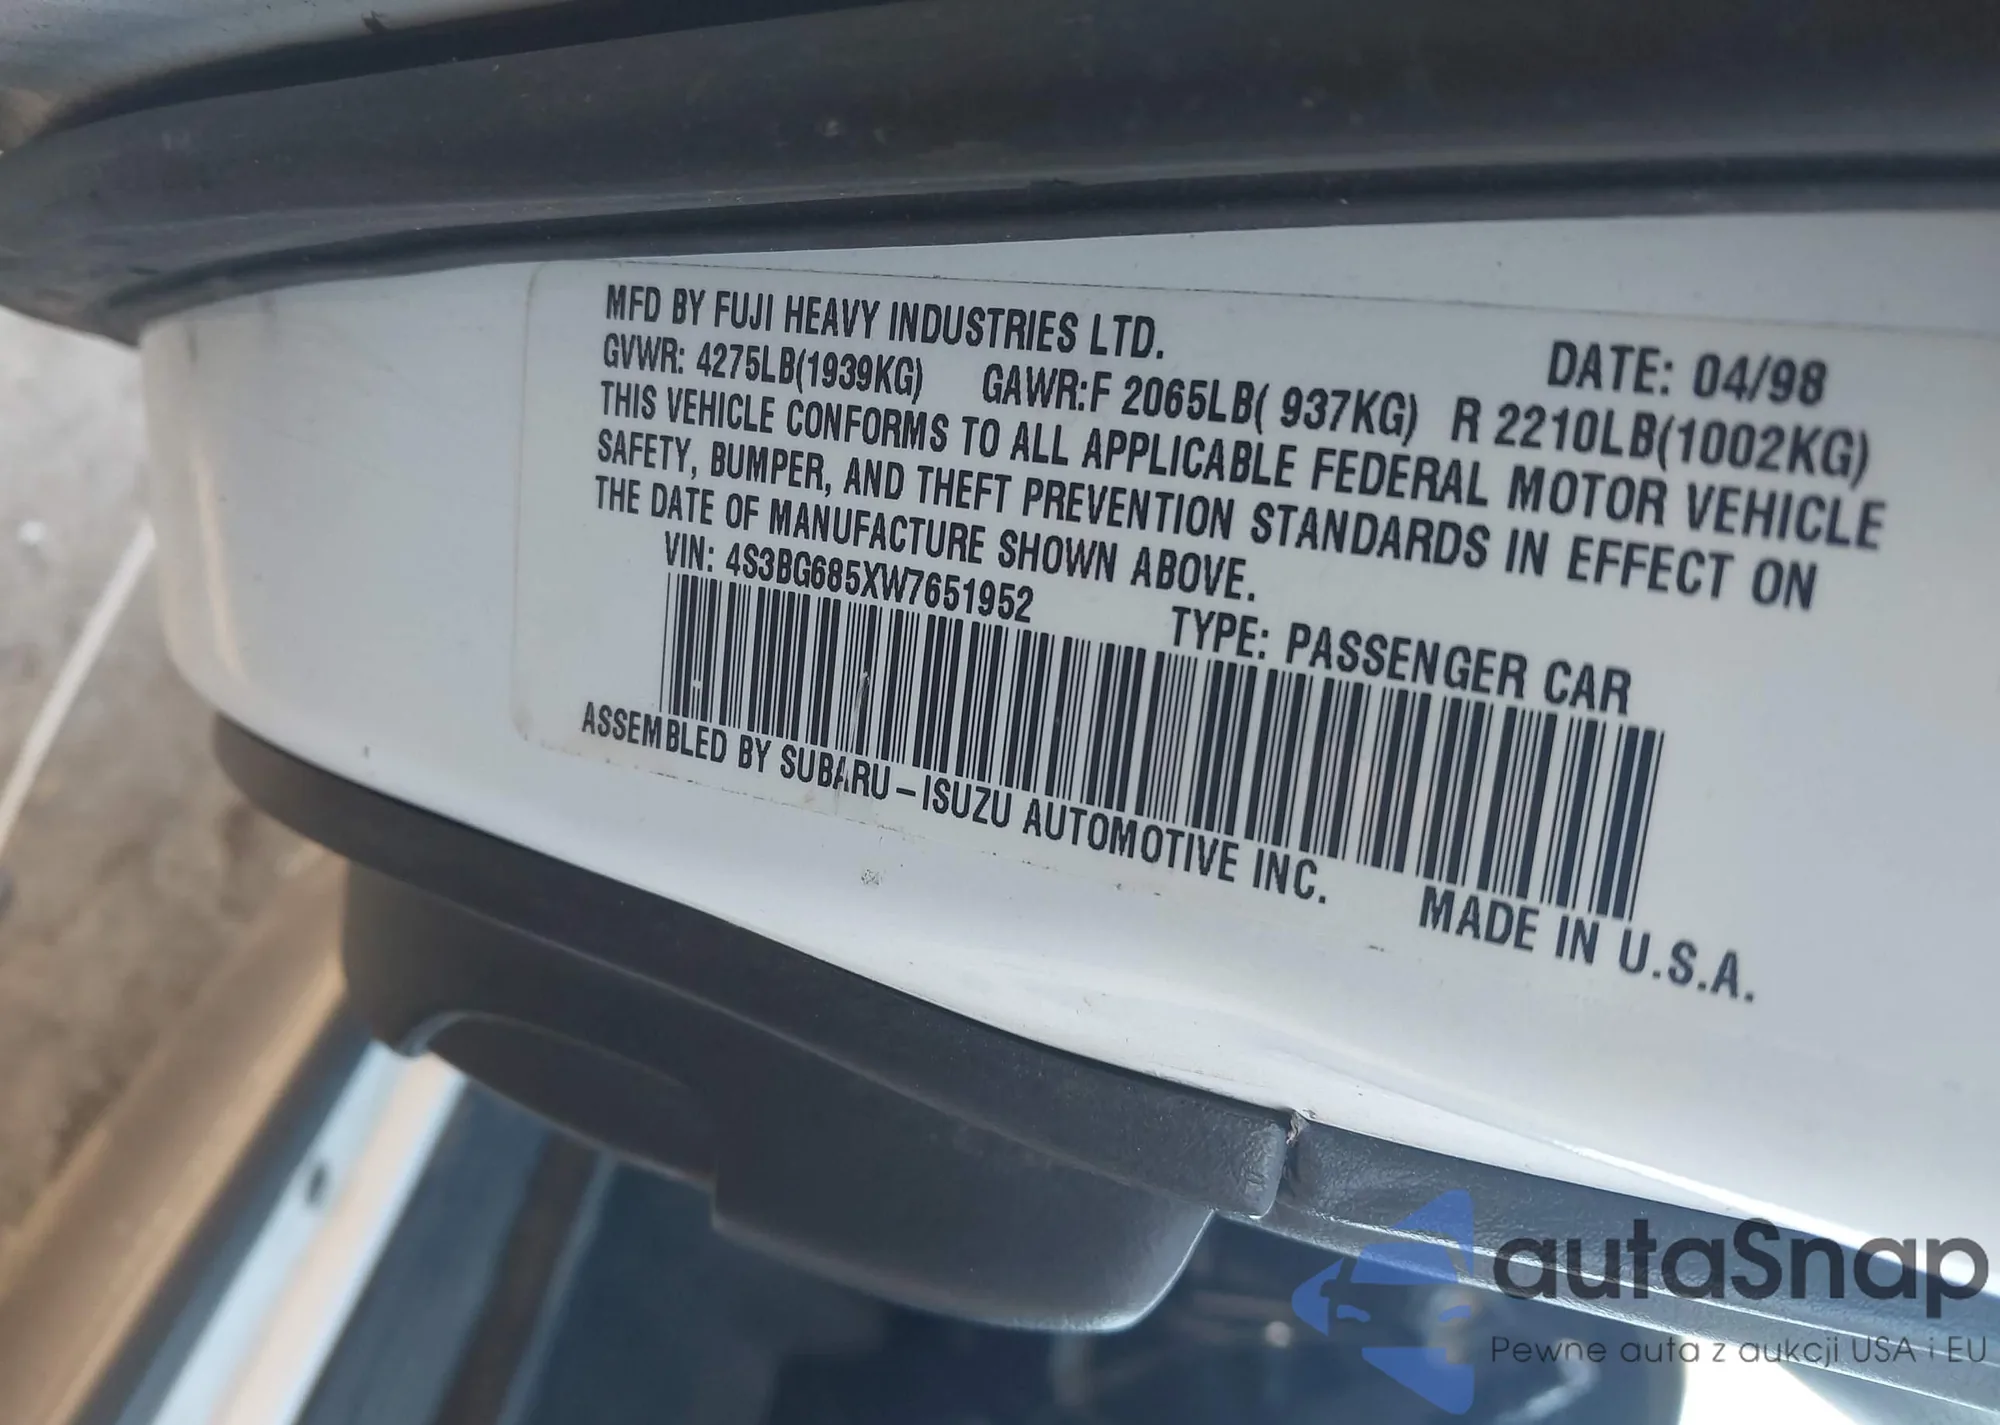 MFD BY FUJI HEAVY INDUSTRIES LTD. DATE: 04/98
GVWR: 4275LB(1939KG) GAWR:F 2065LB( 937KG) R 2210LB(1002KG)
THIS VEHICLE CONFORMS TO ALL APPLICABLE FEDERAL MOTOR VEHICLE
SAFETY, BUMPER, AND THEFT PREVENTION STANDARDS IN EFFECT ON
THE DATE OF MANUFACTURE SHOWN ABOVE.
VIN: 4S3BG685XW7651952 TYPE: PASSENGER CAR
ASSEMBLED BY SUBARU-ISUZU AUTOMOTIVE INC. MADE IN U.S.A.
autaSnap
Pewne auta z aukcji USA i EU